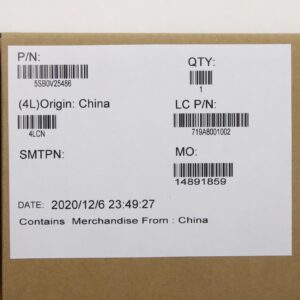 P/N:
QTY:
5SB0V25466
1
(4L)Origin: China
LC P/N:
4LCN
719A8001002
SMTPN:
MO:
14891859
DATE: 2020/12/6 23:49:27
Contains Merchandise From : China